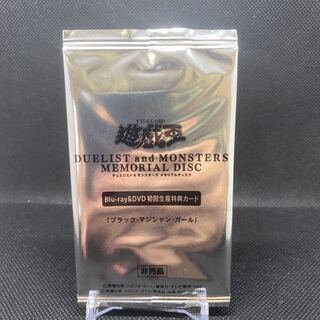 YU-GI-OH!
遊戯王
DUELIST and MONSTERS
MEMORIAL DISC
デュエリスト&モンスターズ メモリアルディスク
Blu-ray&DVD 初回生産特典カード
「ブラック・マジシャン・ガール」
非売品